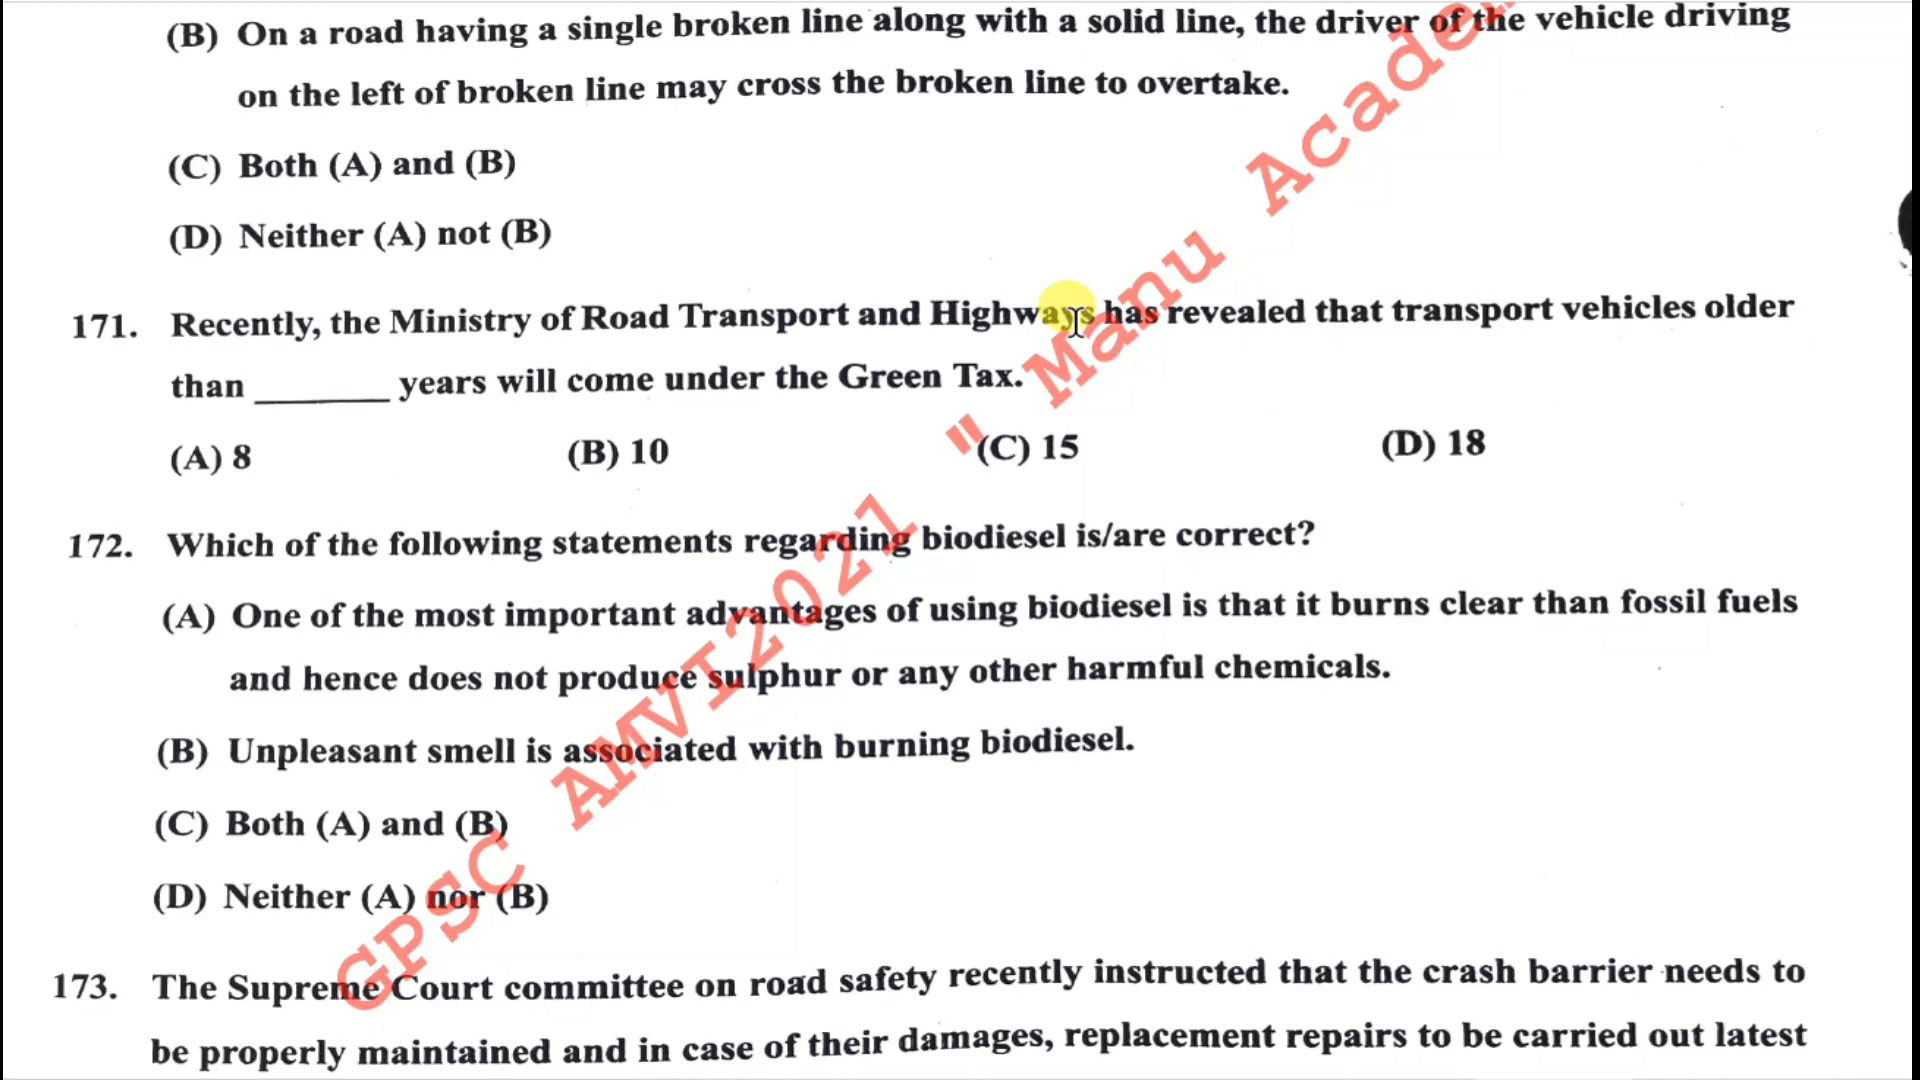 (B) On a road having a single broken line along with a solid line, the driver of the vehicle driving
on the left of broken line may cross the broken line to overtake.
(C) Both (A) and (B)
(D) Neither (A) not (B)
171. Recently, the Ministry of Road Transport and Highways has revealed that transport vehicles older
than ________ years will come under the Green Tax.
(A) 8 (B) 10 (C) 15 (D) 18
172. Which of the following statements regarding biodiesel is/are correct?
(A) One of the most important advantages of using biodiesel is that it burns clear than fossil fuels
and hence does not produce sulphur or any other harmful chemicals.
(B) Unpleasant smell is associated with burning biodiesel.
(C) Both (A) and (B)
(D) Neither (A) nor (B)
173. The Supreme Court committee on road safety recently instructed that the crash barrier needs to
be properly maintained and in case of their damages, replacement repairs to be carried out latest
GPSC AMVI2021 " Manu Acade